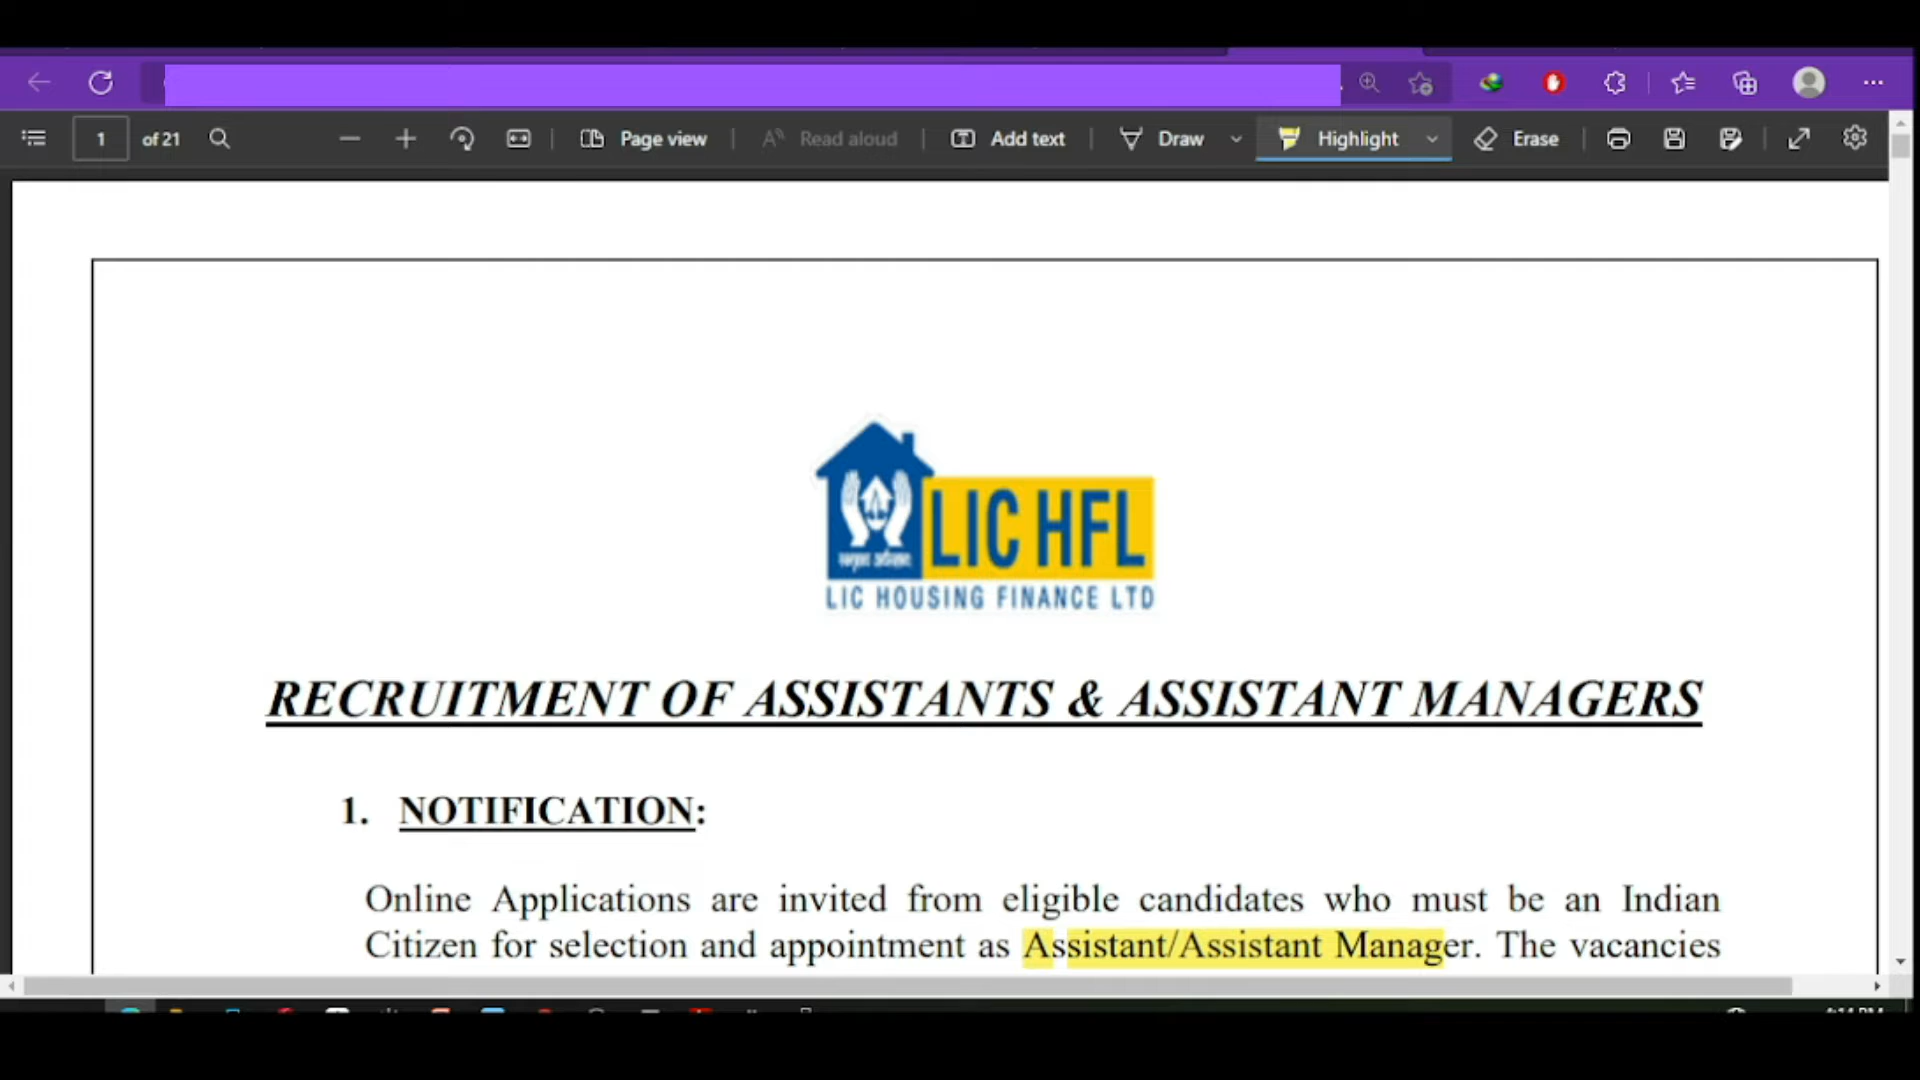 1 of 21 Page view Read aloud Add text Draw Highlight Erase
LIC HFL
LIC HOUSING FINANCE LTD
RECRUITMENT OF ASSISTANTS & ASSISTANT MANAGERS
1. NOTIFICATION:
Online Applications are invited from eligible candidates who must be an Indian
Citizen for selection and appointment as Assistant/Assistant Manager. The vacancies